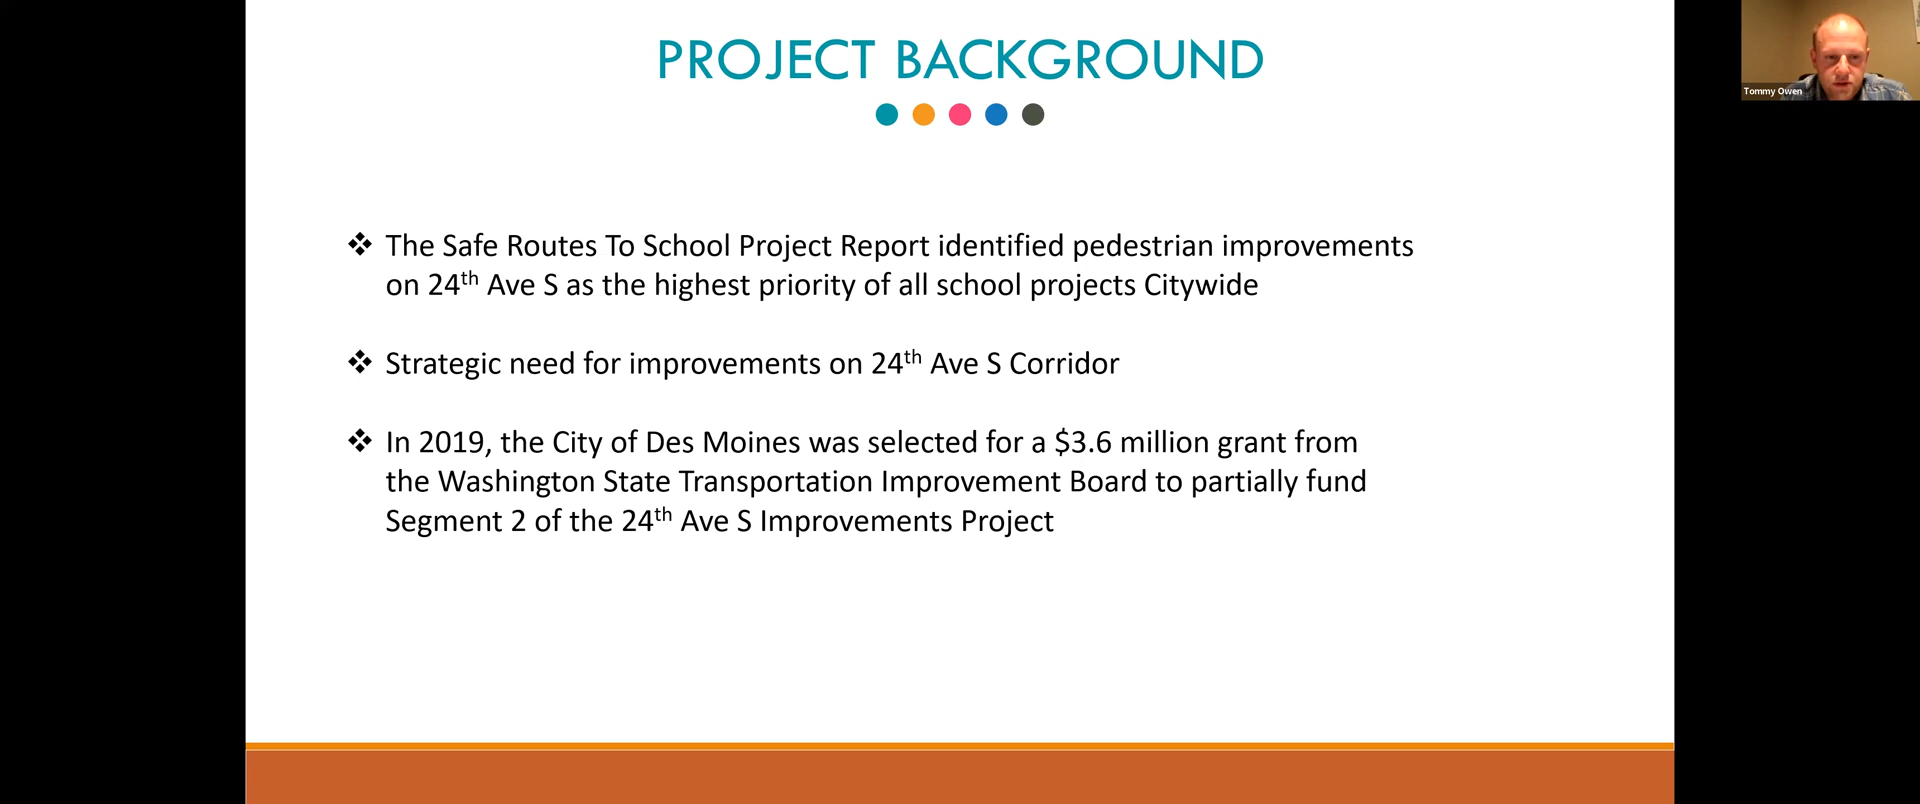 PROJECT BACKGROUND
Tommy Owen
❖ The Safe Routes To School Project Report identified pedestrian improvements
on 24th Ave S as the highest priority of all school projects Citywide
❖ Strategic need for improvements on 24th Ave S Corridor
❖ In 2019, the City of Des Moines was selected for a $3.6 million grant from
the Washington State Transportation Improvement Board to partially fund
Segment 2 of the 24th Ave S Improvements Project